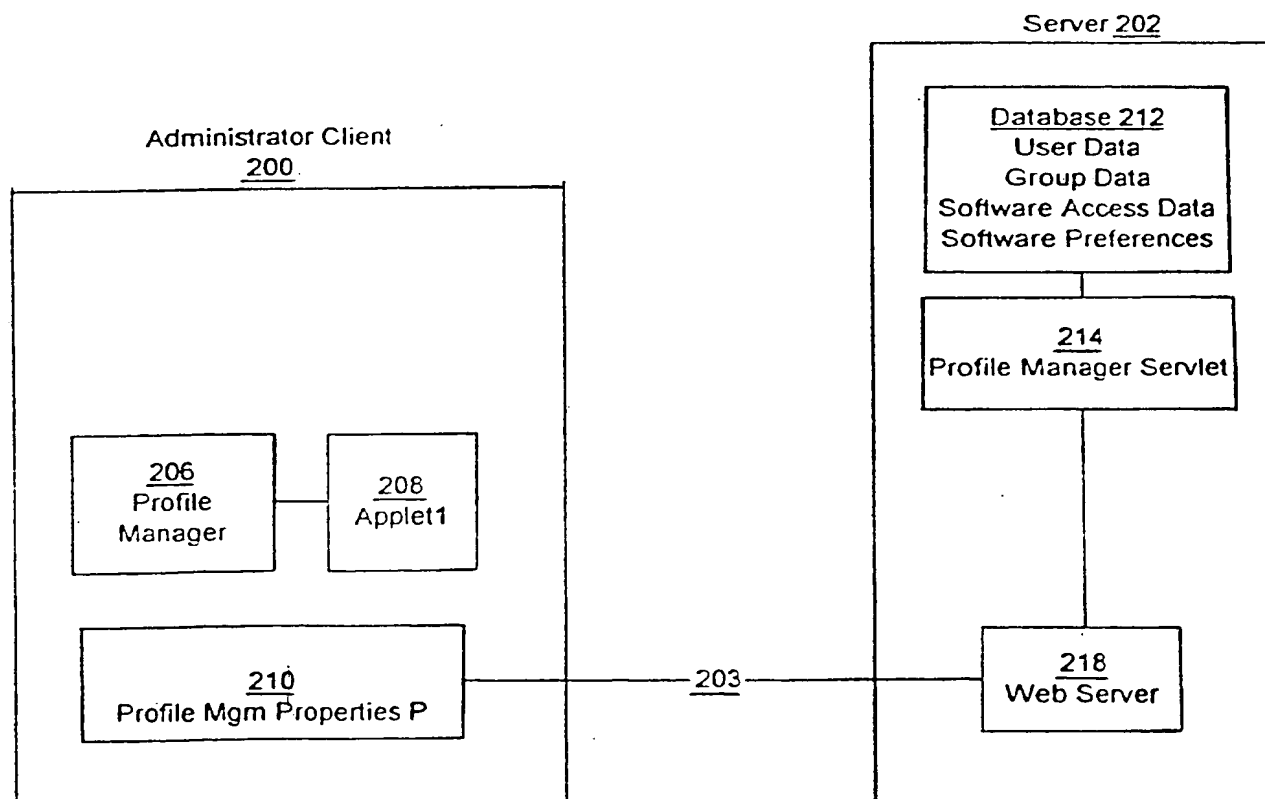 Server 202
Database 212
User Data
Group Data
Software Access Data
Software Preferences
214
Profile Manager Servlet
Administrator Client
200
206
Profile
Manager
208
Applet1
210
Profile Mgm Properties P
203
218
Web Server